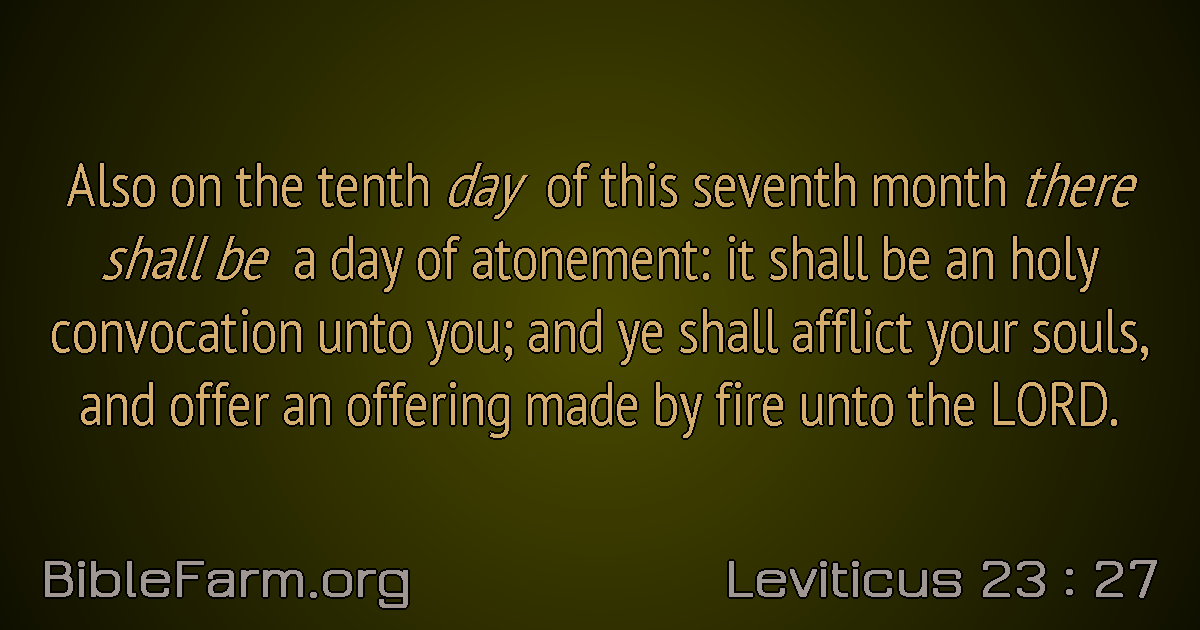 Also on the tenth day of this seventh month there
shall be a day of atonement: it shall be an holy
convocation unto you; and ye shall afflict your souls,
and offer an offering made by fire unto the LORD.
BibleFarm.org
Leviticus 23 : 27